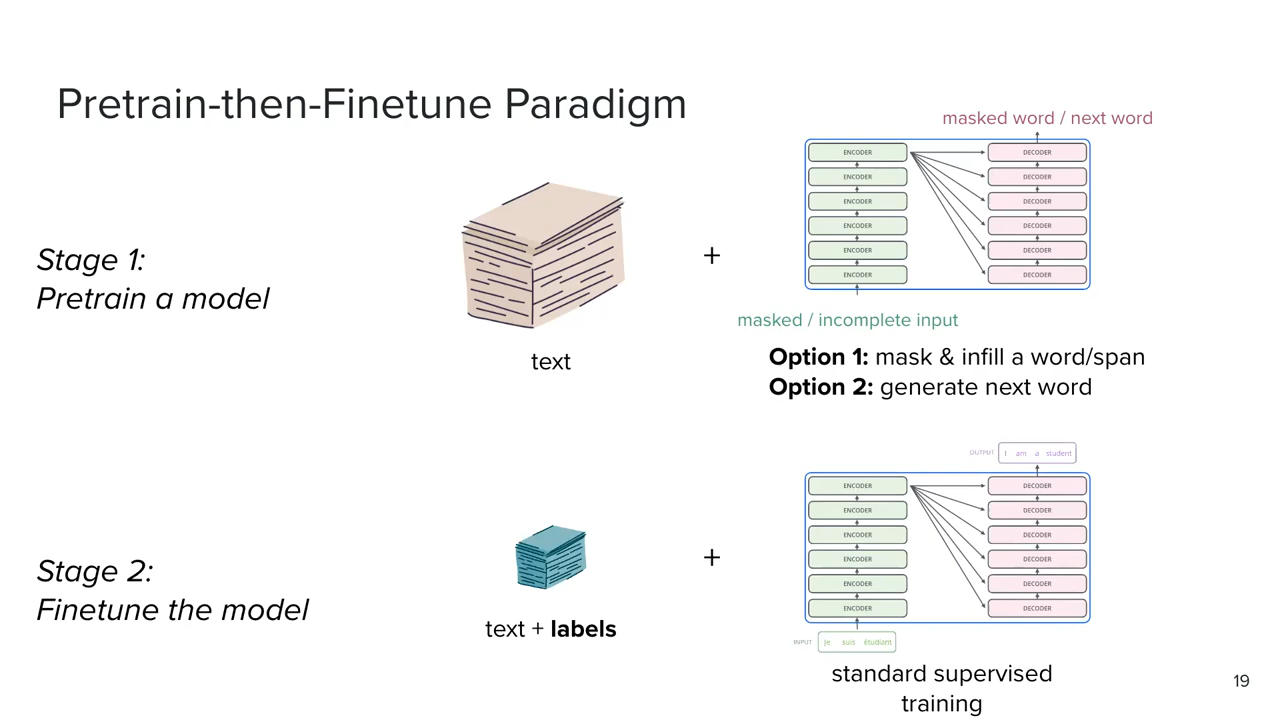 Pretrain-then-Finetune Paradigm
masked word / next word
ENCODER
ENCODER
ENCODER
ENCODER
ENCODER
ENCODER
DECODER
DECODER
DECODER
DECODER
DECODER
DECODER
Stage 1:
Pretrain a model
+
masked / incomplete input
text
Option 1: mask & infill a word/span
Option 2: generate next word
OUTPUT I am a student
ENCODER
ENCODER
ENCODER
ENCODER
ENCODER
ENCODER
DECODER
DECODER
DECODER
DECODER
DECODER
DECODER
Stage 2:
Finetune the model
+
text + labels
INPUT Je suis étudiant
standard supervised
training
19